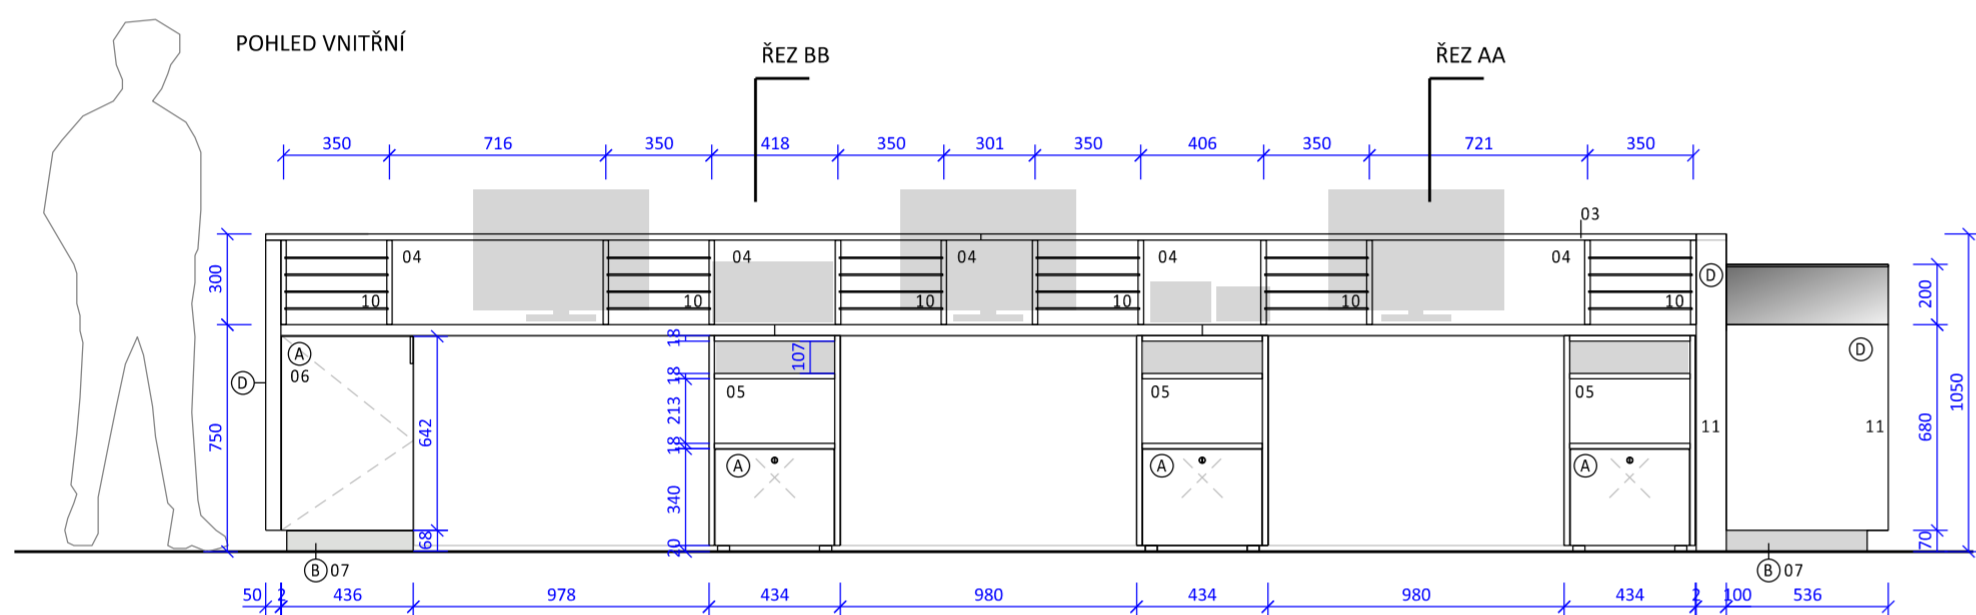 POHLED VNITŘNÍ
ŘEZ BB
ŘEZ AA
350 716 350 418 350 301 350 406 350 721 350
03
04 04 04 04 04
D
10 10 10 10 10 10
300
200
A
06
18
107
D
D
18
05 05 05
1050
750
642
213
11
11
680
18
A A A
340
68
20
70
B 07
B 07
50 2 436 978 434 980 434 980 434 2 100 536